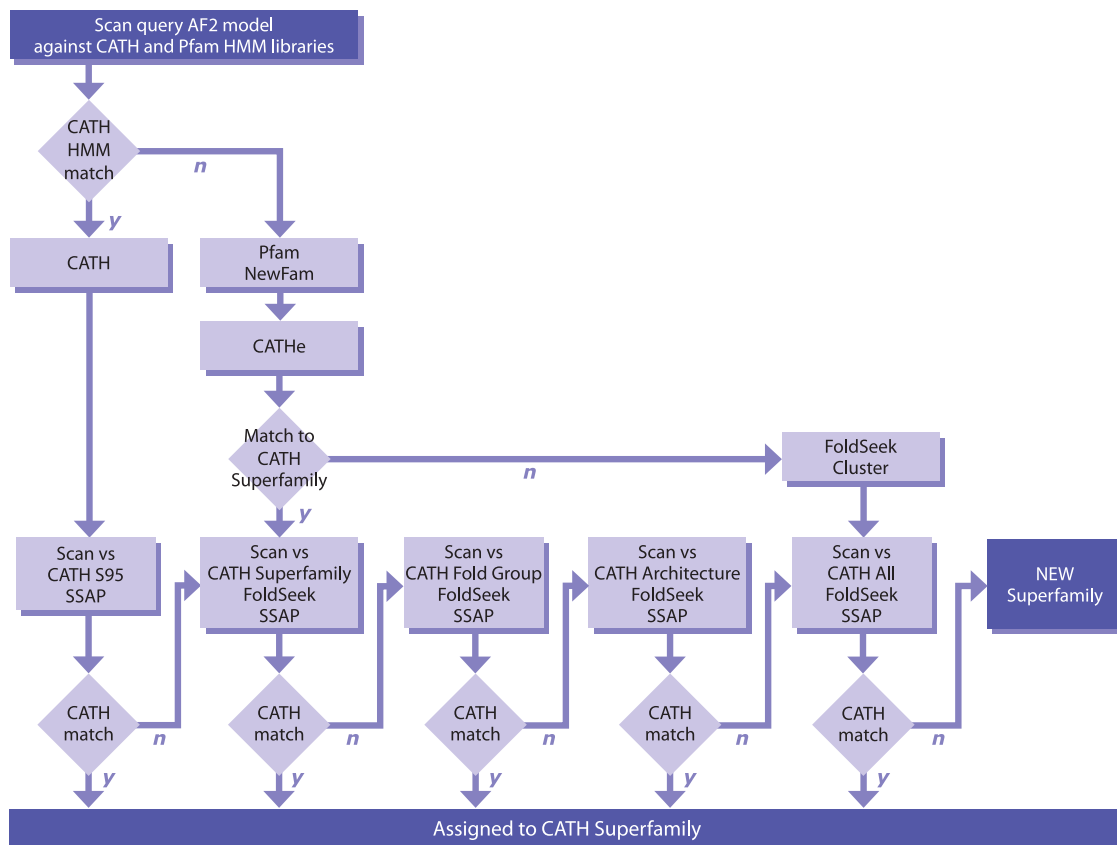 Scan query AF2 model
against CATH and Pfam HMM libraries
CATH
HMM
match
n
y
CATH
Pfam
NewFam
CATHe
Match to
CATH
Superfamily
n
y
FoldSeek
Cluster
Scan vs
CATH S95
SSAP
Scan vs
CATH Superfamily
FoldSeek
SSAP
Scan vs
CATH Fold Group
FoldSeek
SSAP
Scan vs
CATH Architecture
FoldSeek
SSAP
Scan vs
CATH All
FoldSeek
SSAP
NEW
Superfamily
CATH
match
n
y
CATH
match
n
y
CATH
match
n
y
CATH
match
n
y
CATH
match
n
y
Assigned to CATH Superfamily